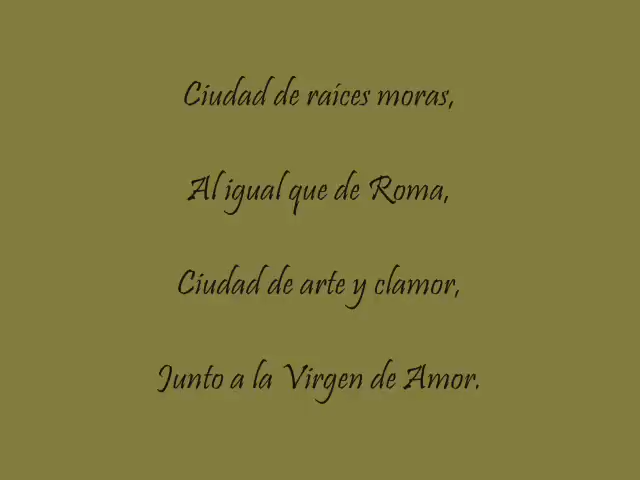 Ciudad de raíces moras,
Al igual que de Roma,
Ciudad de arte y clamor,
Junto a la Virgen de Amor.